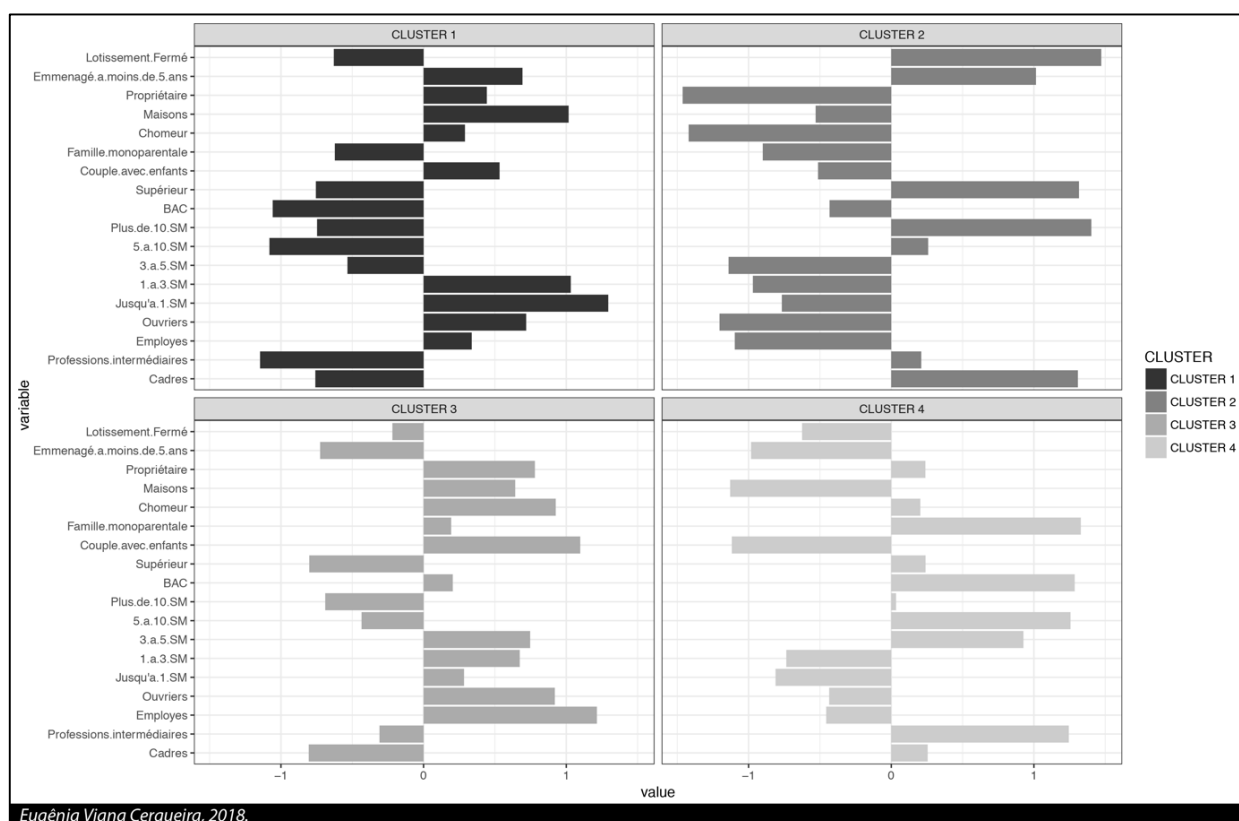 CLUSTER 1
CLUSTER 2
Lotissement.Fermé
Emmenagé.a.moins.de.5.ans
Propriétaire
Maisons
Chomeur
Famille.monoparentale
Couple.avec.enfants
Supérieur
BAC
Plus.de.10.SM
5.a.10.SM
3.a.5.SM
1.a.3.SM
Jusqu'a.1.SM
Ouvriers
Employes
Professions.intermédiaires
Cadres
variable
CLUSTER
CLUSTER 1
CLUSTER 2
CLUSTER 3
CLUSTER 4
CLUSTER 3
CLUSTER 4
Lotissement.Fermé
Emmenagé.a.moins.de.5.ans
Propriétaire
Maisons
Chomeur
Famille.monoparentale
Couple.avec.enfants
Supérieur
BAC
Plus.de.10.SM
5.a.10.SM
3.a.5.SM
1.a.3.SM
Jusqu'a.1.SM
Ouvriers
Employes
Professions.intermédiaires
Cadres
−1 0 1 −1 0 1
value
Eugênia Viana Cerqueira, 2018.